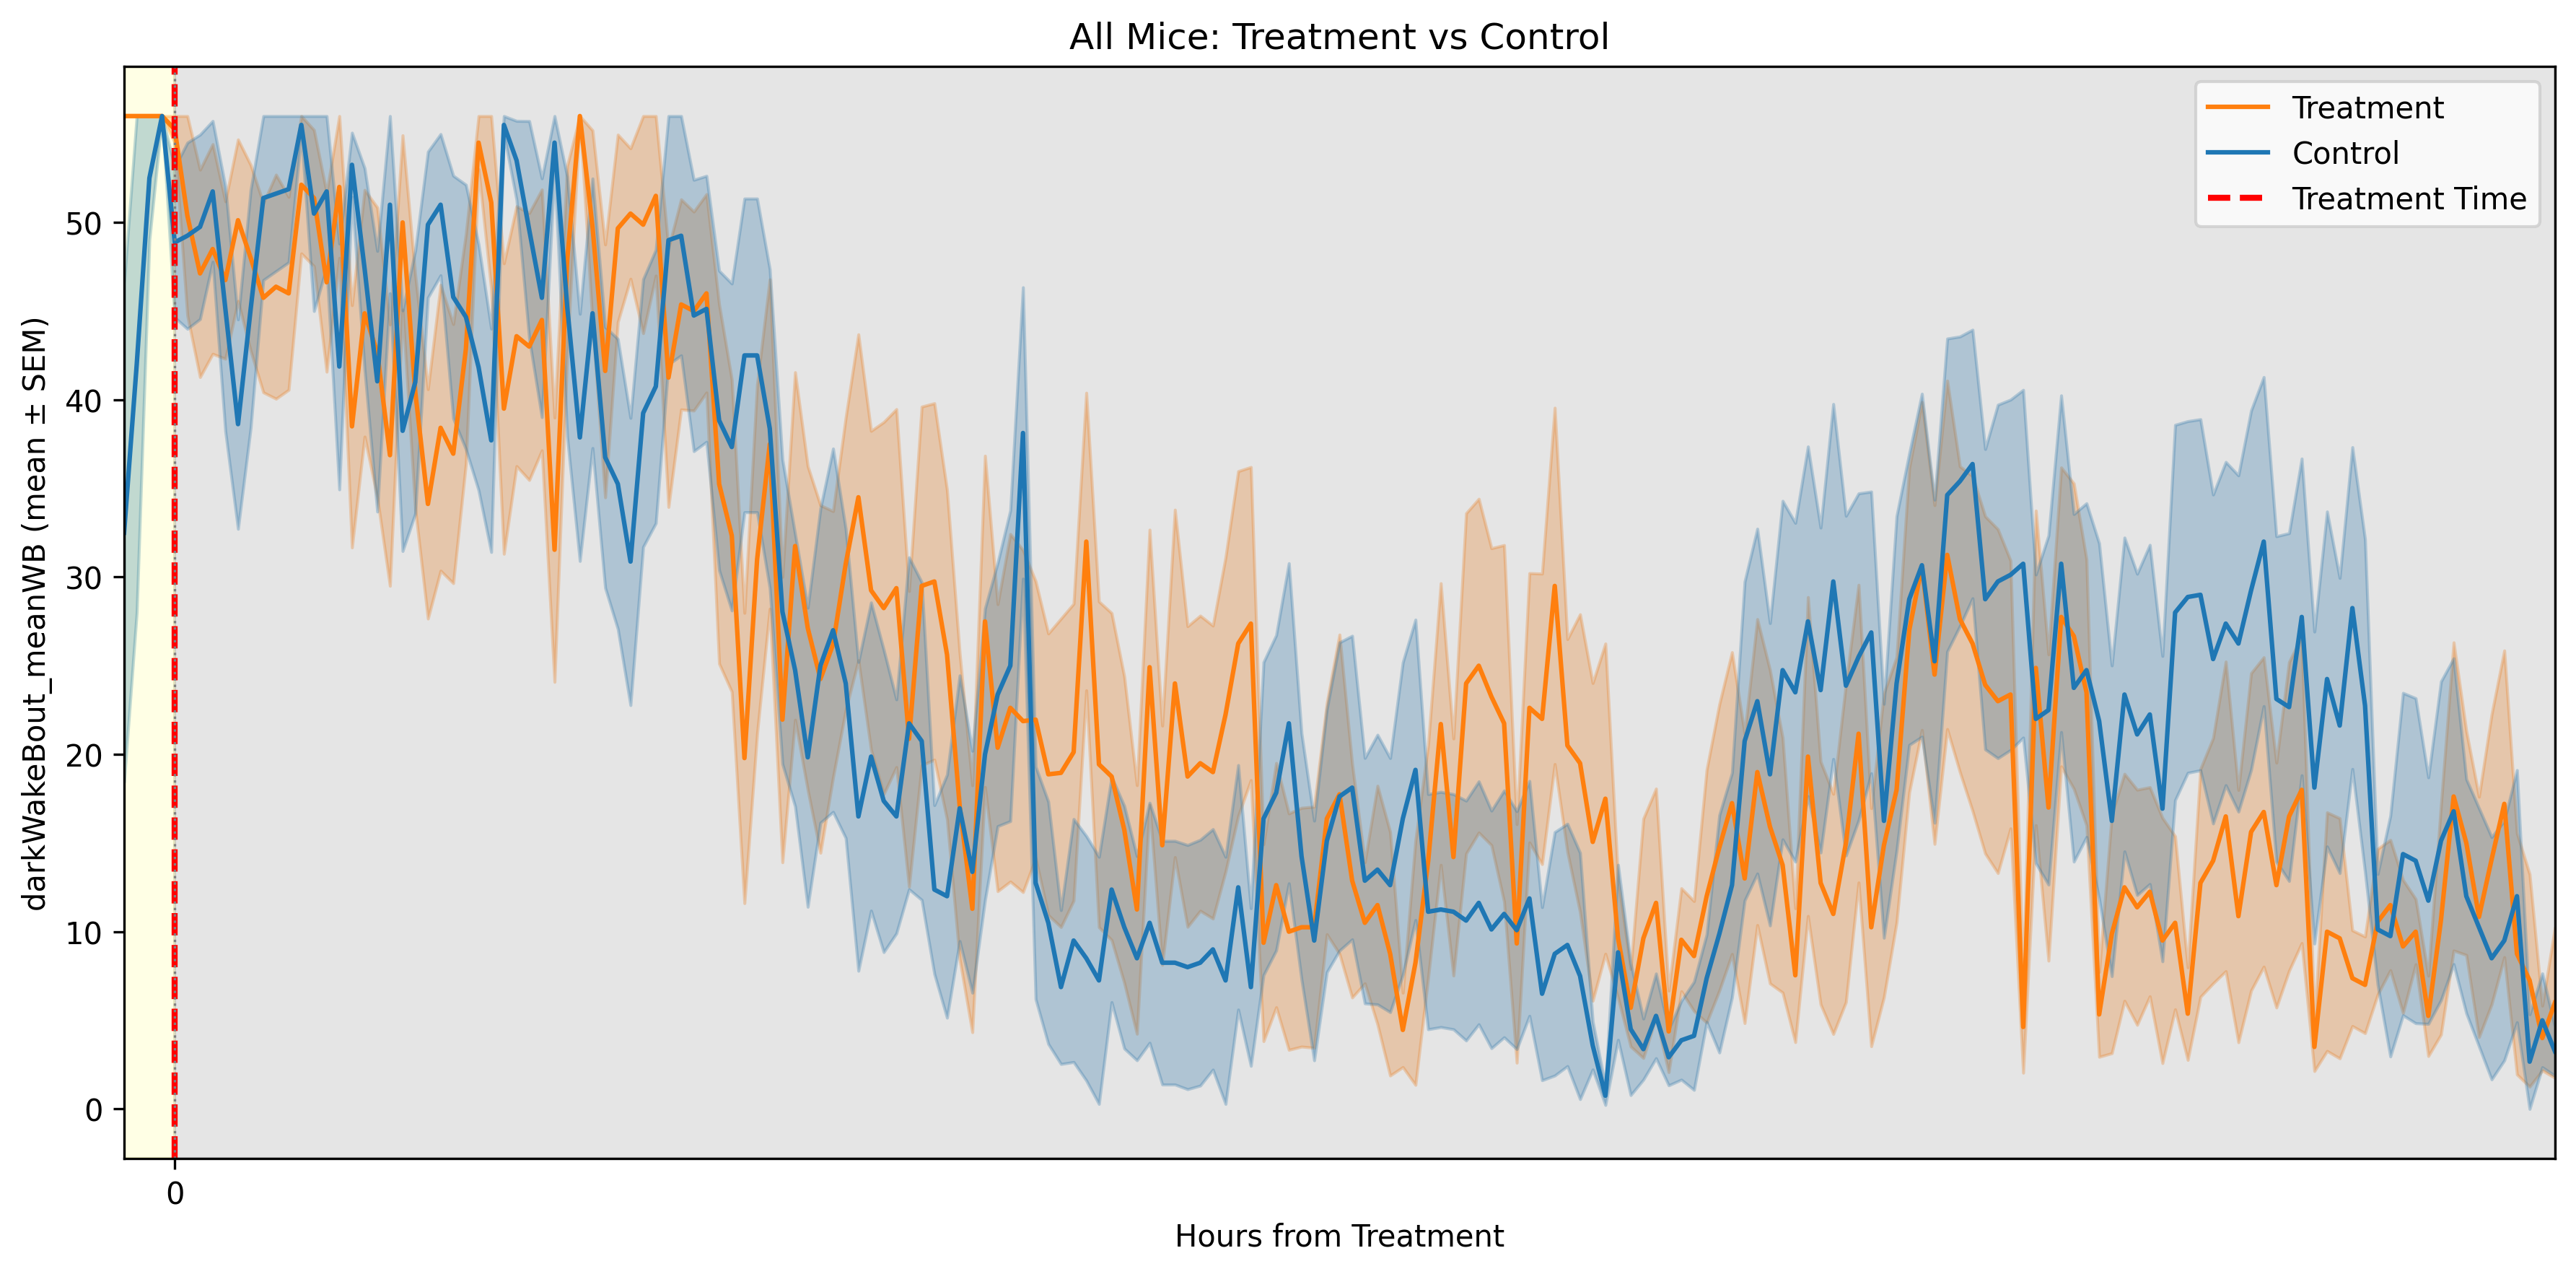 All Mice: Treatment vs Control
Treatment
Control
Treatment Time
darkWakeBout_meanWB (mean ± SEM)
50
40
30
20
10
0
0
Hours from Treatment